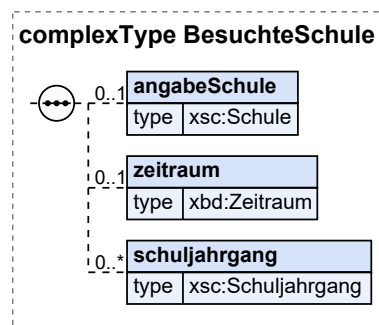 complexType BesuchteSchule
0..1 angabeSchule
type xsc:Schule
0..1 zeitraum
type xbd:Zeitraum
0..* schuljahrgang
type xsc:Schuljahrgang